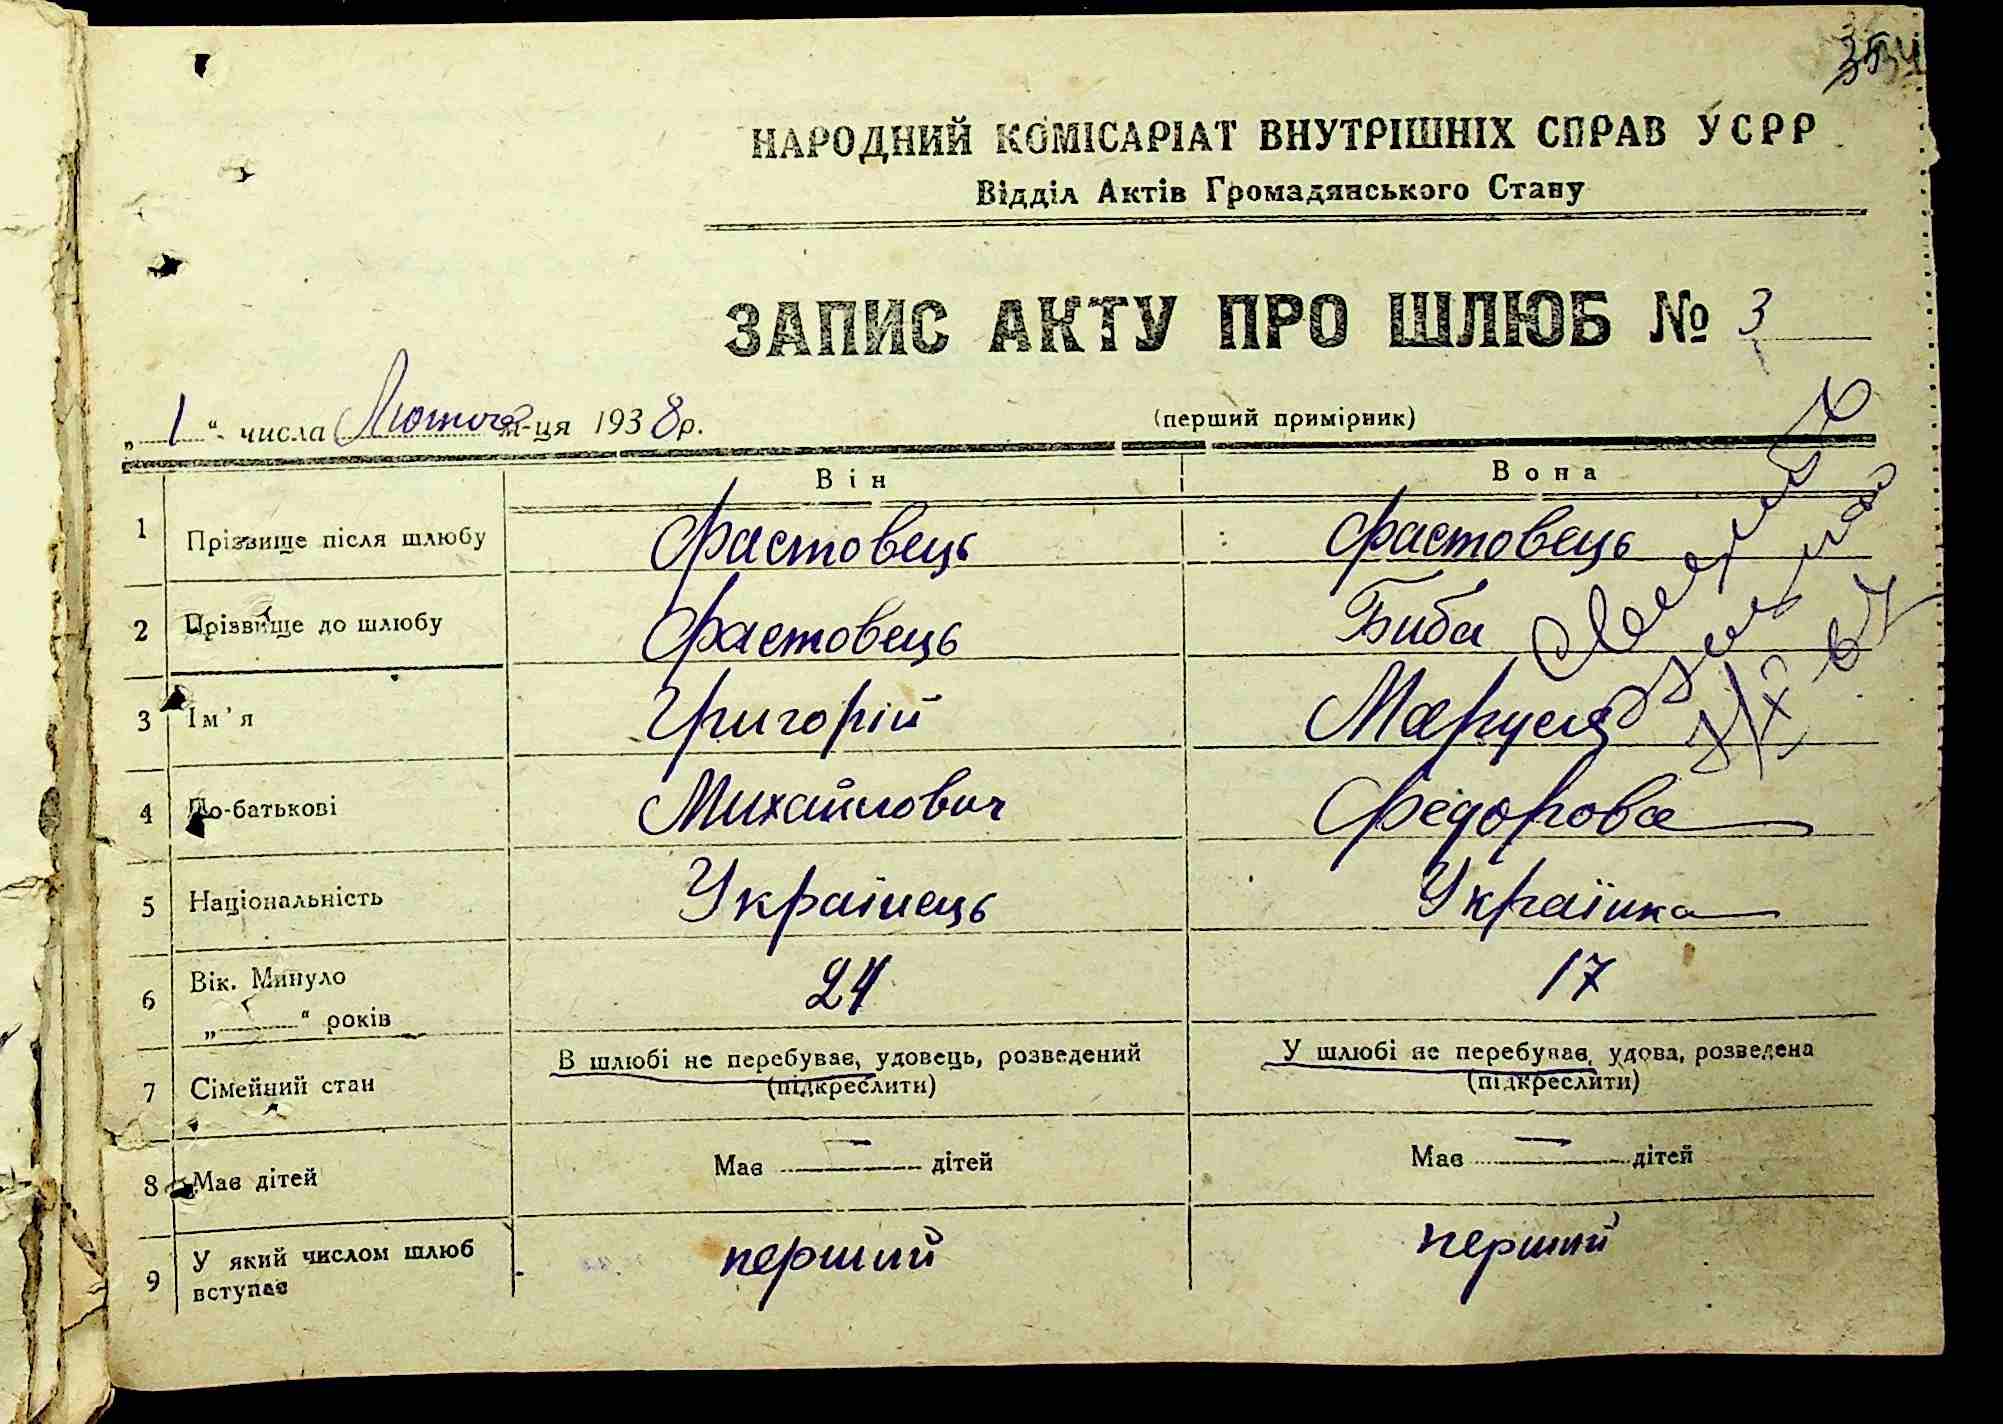 НАРОДНИЙ КОМІСАРІАТ ВНУТРІШНІХ СПРАВ УСРР
Відділ Актів Громадянського Стану
ЗАПИС АКТУ ПРО ШЛЮБ № 3
„1“ числа Лютого м-ця 1938 р.
(перший примірник)
Він Вона
1 Прізвище після шлюбу Фастовець Фастовець
2 Прізвище до шлюбу Фастовець Биба
3 Ім'я Григорій Маруся
4 По-батькові Михайлович Федорова
5 Національність Українець Українка
6 Вік. Минуло 24 17
„ “ років
7 Сімейний стан В шлюбі не перебуває, удовець, розведений У шлюбі не перебуває, удова, розведена
(підкреслити) (підкреслити)
8 Має дітей Має — дітей Має — дітей
9 У який числом шлюб вступає перший перший